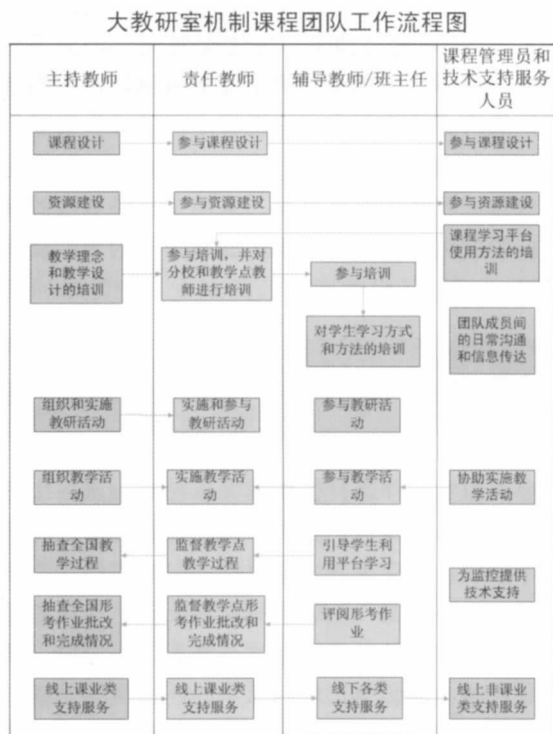 大教研室机制课程团队工作流程图
主持教师
责任教师
辅导教师/班主任
课程管理员和
技术支持服务
人员
课程设计
参与课程设计
参与课程设计
资源建设
参与资源建设
参与资源建设
教学理念
和教学设
计的培训
参与培训，并对
分校和教学点教
师进行培训
参与培训
课程学习平台
使用方法的培
训
对学生学习方式
和方法的培训
团队成员间
的日常沟通
和信息传达
组织和实施
教研活动
实施和参与
教研活动
参与教研活动
组织教学活
动
实施教学活
动
参与教学活
动
协助实施教
学活动
抽查全国教
学过程
监督教学点
教学过程
引导学生利
用平台学习
为监控提供
技术支持
抽查全国形
考作业批改
和完成情况
监督教学点形
考作业批改和
完成情况
评阅形考作
业
线上课业类
支持服务
线上课业类
支持服务
线下各类
支持服务
线上非课业
类支持服务